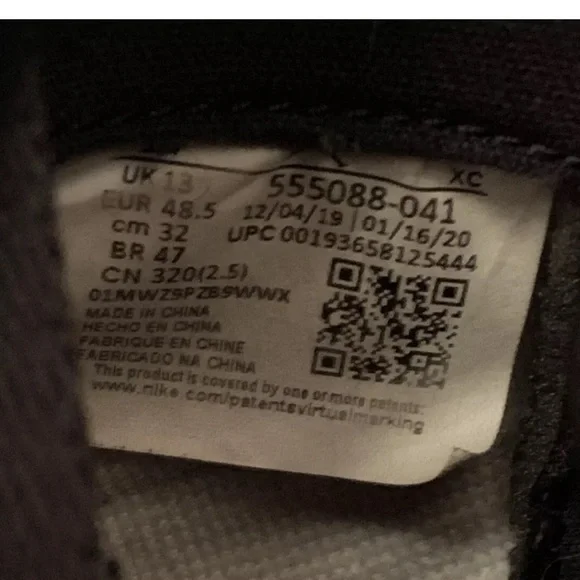 XC
UK 13 555088-041
EUR 48.5 12/04/19 | 01/16/20
cm 32 UPC 00193658125444
BR 47
CN 320(2.5)
01MWZ9PZB9WWX
MADE IN CHINA
HECHO EN CHINA
FABRIQUE EN CHINE
FABRICADO NA CHINA
This product is covered by one or more patents:
www.nike.com/patentsvirtualmarking